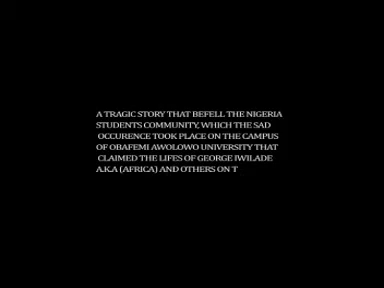 A TRAGIC STORY THAT BEFELL THE NIGERIA
STUDENTS COMMUNITY, WHICH THE SAD
OCCURENCE TOOK PLACE ON THE CAMPUS
OF OBAFEMI AWOLOWO UNIVERSITY THAT
CLAIMED THE LIFES OF GEORGE IWILADE
A.K.A (AFRICA) AND OTHERS ON T